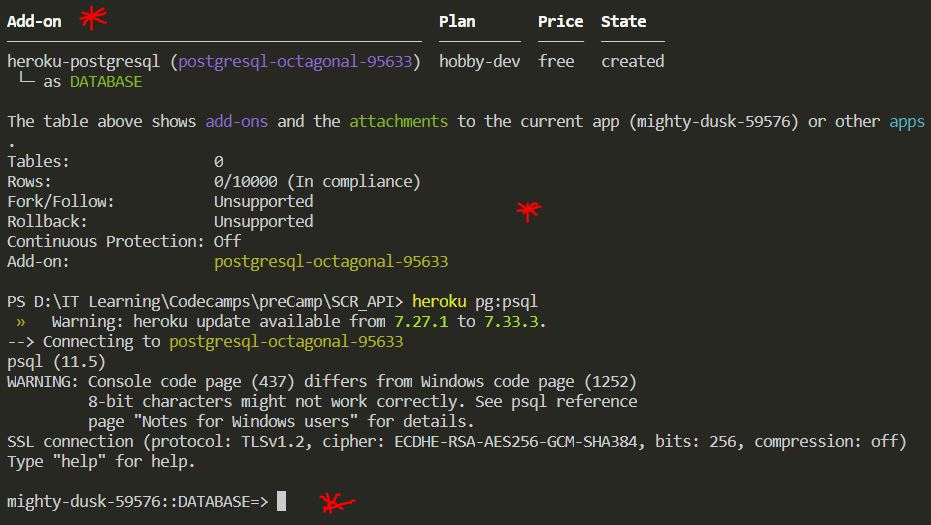 Add-on Plan Price State
heroku-postgresql (postgresql-octagonal-95633) hobby-dev free created
└─ as DATABASE
The table above shows add-ons and the attachments to the current app (mighty-dusk-59576) or other apps
.
Tables: 0
Rows: 0/10000 (In compliance)
Fork/Follow: Unsupported
Rollback: Unsupported
Continuous Protection: Off
Add-on: postgresql-octagonal-95633
PS D:\IT Learning\Codecamps\preCamp\SCR_API> heroku pg:psql
» Warning: heroku update available from 7.27.1 to 7.33.3.
--> Connecting to postgresql-octagonal-95633
psql (11.5)
WARNING: Console code page (437) differs from Windows code page (1252)
8-bit characters might not work correctly. See psql reference
page "Notes for Windows users" for details.
SSL connection (protocol: TLSv1.2, cipher: ECDHE-RSA-AES256-GCM-SHA384, bits: 256, compression: off)
Type "help" for help.
mighty-dusk-59576::DATABASE=>